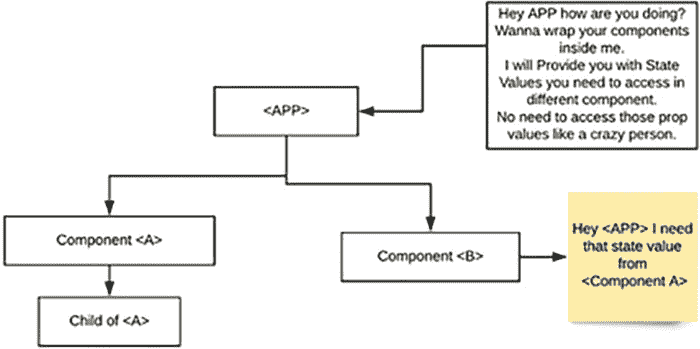 Hey APP how are you doing?
Wanna wrap your components
inside me.
I will Provide you with State
Values you need to access in
different component.
No need to access those prop
values like a crazy person.
<APP>
Component <A>
Component <B>
Hey <APP> I need
that state value
from
<Component A>
Child of <A>